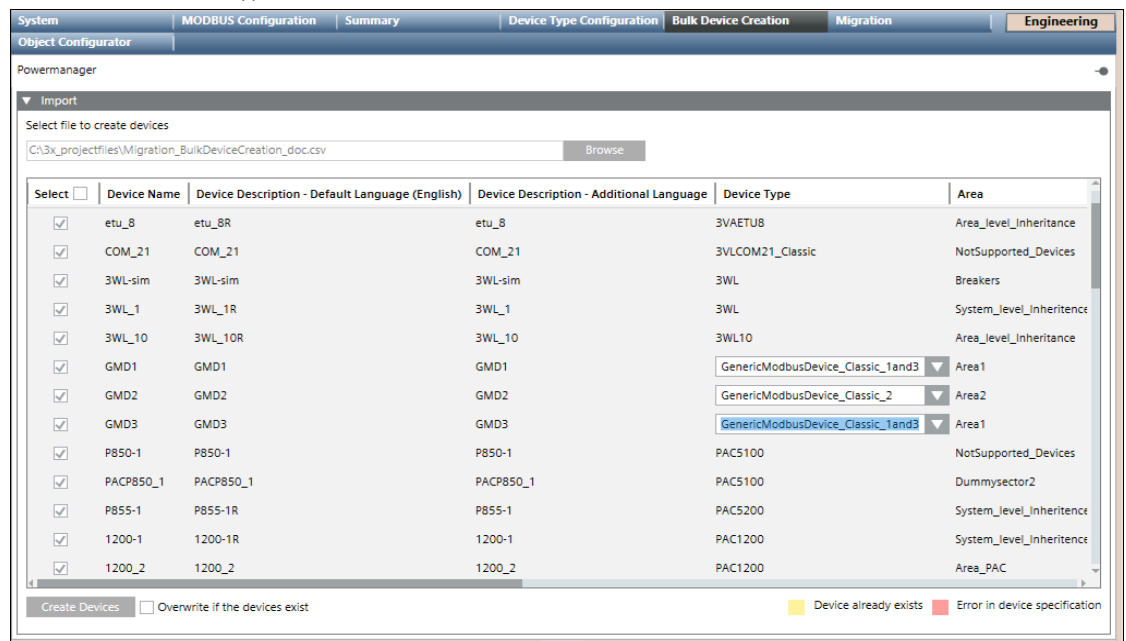 System MODBUS Configuration Summary Device Type Configuration Bulk Device Creation Migration Engineering
Object Configurator
Powermanager
Import
Select file to create devices
C:\3x_projectfiles\Migration_BulkDeviceCreation_doc.csv Browse
Select Device Name Device Description - Default Language (English) Device Description - Additional Language Device Type Area
etu_8 etu_8R etu_8 3VAETU8 Area_level_Inheritance
COM_21 COM_21 COM_21 3VLCOM21_Classic NotSupported_Devices
3WL-sim 3WL-sim 3WL-sim 3WL Breakers
3WL_1 3WL_1R 3WL_1 3WL System_level_Inheritence
3WL_10 3WL_10R 3WL_10 3WL10 Area_level_Inheritance
GMD1 GMD1 GMD1 GenericModbusDevice_Classic_1and3 Area1
GMD2 GMD2 GMD2 GenericModbusDevice_Classic_2 Area2
GMD3 GMD3 GMD3 GenericModbusDevice_Classic_1and3 Area1
P850-1 P850-1 P850-1 PAC5100 NotSupported_Devices
PACP850_1 PACP850_1 PACP850_1 PAC5100 Dummysector2
P855-1 P855-1R P855-1 PAC5200 System_level_Inheritence
1200-1 1200-1R 1200-1 PAC1200 System_level_Inheritence
1200_2 1200_2 1200_2 PAC1200 Area_PAC
Create Devices Overwrite if the devices exist Device already exists Error in device specification